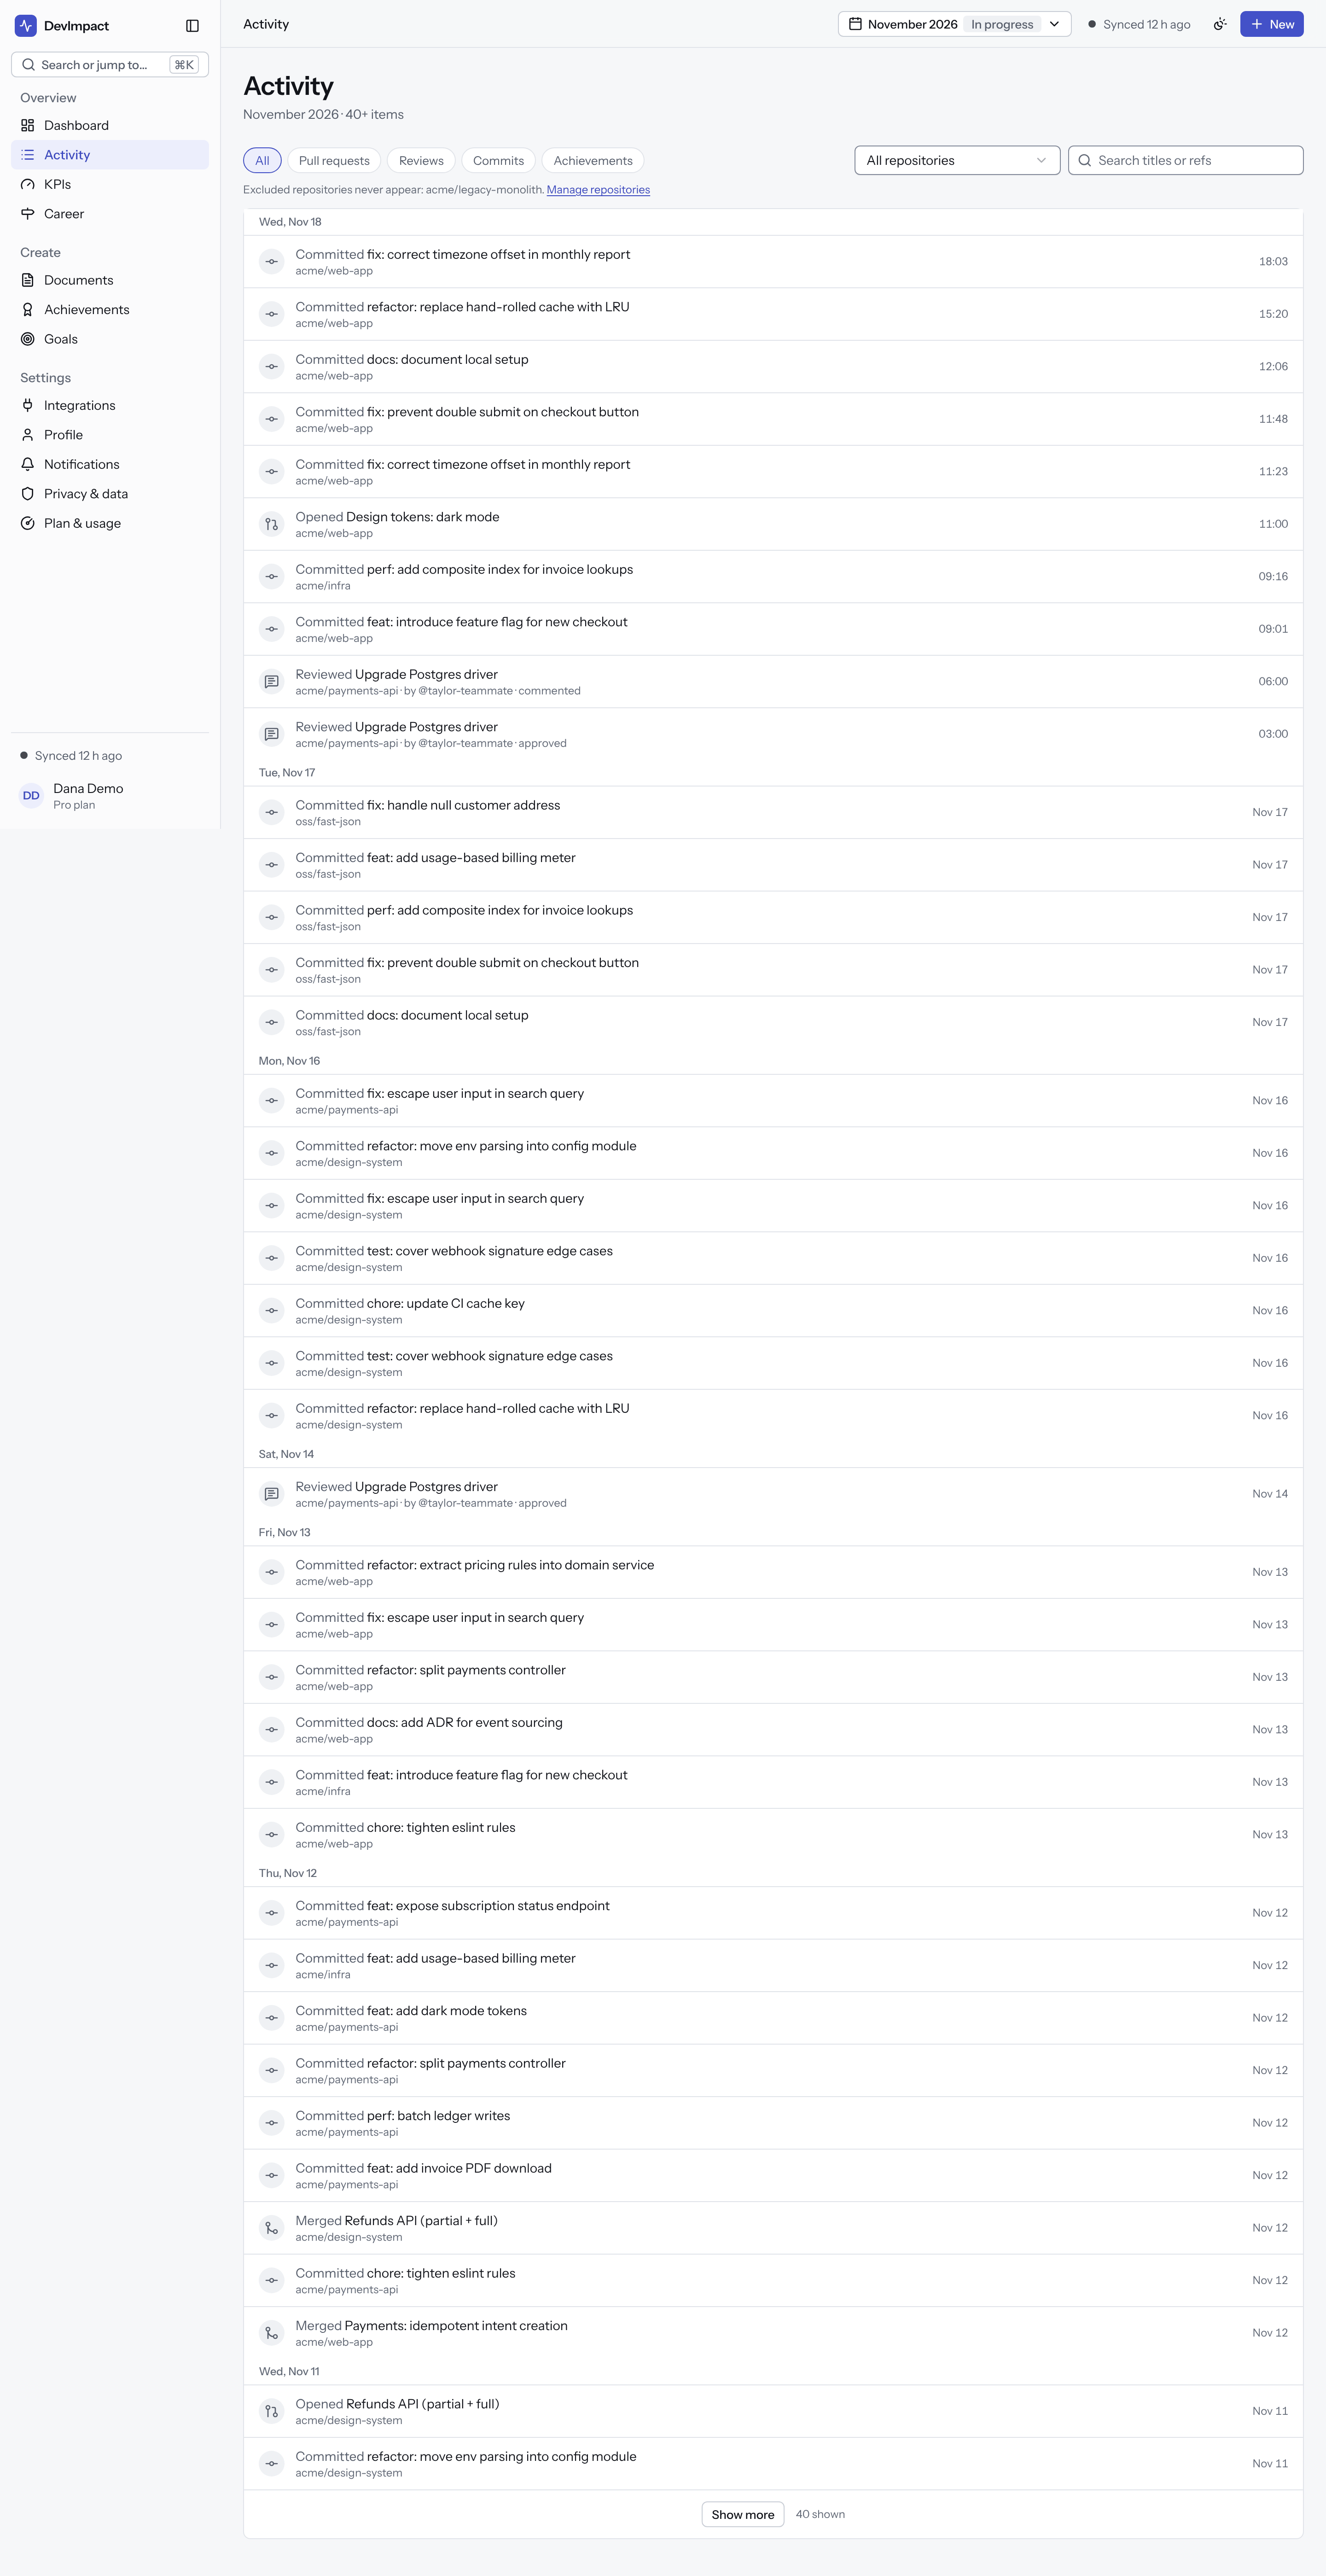 DevImpact
Search or jump to...
⌘K
Overview
Dashboard
Activity
KPIs
Career
Create
Documents
Achievements
Goals
Settings
Integrations
Profile
Notifications
Privacy & data
Plan & usage
Synced 12 h ago
DD
Dana Demo
Pro plan
Activity
November 2026 In progress
Synced 12 h ago
New
Activity
November 2026 · 40+ items
All
Pull requests
Reviews
Commits
Achievements
All repositories
Search titles or refs
Excluded repositories never appear: acme/legacy-monolith. Manage repositories
Wed, Nov 18
Committed fix: correct timezone offset in monthly report
acme/web-app
18:03
Committed refactor: replace hand-rolled cache with LRU
acme/web-app
15:20
Committed docs: document local setup
acme/web-app
12:06
Committed fix: prevent double submit on checkout button
acme/web-app
11:48
Committed fix: correct timezone offset in monthly report
acme/web-app
11:23
Opened Design tokens: dark mode
acme/web-app
11:00
Committed perf: add composite index for invoice lookups
acme/infra
09:16
Committed feat: introduce feature flag for new checkout
acme/web-app
09:01
Reviewed Upgrade Postgres driver
acme/payments-api · by @taylor-teammate · commented
06:00
Reviewed Upgrade Postgres driver
acme/payments-api · by @taylor-teammate · approved
03:00
Tue, Nov 17
Committed fix: handle null customer address
oss/fast-json
Nov 17
Committed feat: add usage-based billing meter
oss/fast-json
Nov 17
Committed perf: add composite index for invoice lookups
oss/fast-json
Nov 17
Committed fix: prevent double submit on checkout button
oss/fast-json
Nov 17
Committed docs: document local setup
oss/fast-json
Nov 17
Mon, Nov 16
Committed fix: escape user input in search query
acme/payments-api
Nov 16
Committed refactor: move env parsing into config module
acme/design-system
Nov 16
Committed fix: escape user input in search query
acme/design-system
Nov 16
Committed test: cover webhook signature edge cases
acme/design-system
Nov 16
Committed chore: update CI cache key
acme/design-system
Nov 16
Committed test: cover webhook signature edge cases
acme/design-system
Nov 16
Committed refactor: replace hand-rolled cache with LRU
acme/design-system
Nov 16
Sat, Nov 14
Reviewed Upgrade Postgres driver
acme/payments-api · by @taylor-teammate · approved
Nov 14
Fri, Nov 13
Committed refactor: extract pricing rules into domain service
acme/web-app
Nov 13
Committed fix: escape user input in search query
acme/web-app
Nov 13
Committed refactor: split payments controller
acme/web-app
Nov 13
Committed docs: add ADR for event sourcing
acme/web-app
Nov 13
Committed feat: introduce feature flag for new checkout
acme/infra
Nov 13
Committed chore: tighten eslint rules
acme/web-app
Nov 13
Thu, Nov 12
Committed feat: expose subscription status endpoint
acme/payments-api
Nov 12
Committed feat: add usage-based billing meter
acme/infra
Nov 12
Committed feat: add dark mode tokens
acme/payments-api
Nov 12
Committed refactor: split payments controller
acme/payments-api
Nov 12
Committed perf: batch ledger writes
acme/payments-api
Nov 12
Committed feat: add invoice PDF download
acme/payments-api
Nov 12
Merged Refunds API (partial + full)
acme/design-system
Nov 12
Committed chore: tighten eslint rules
acme/payments-api
Nov 12
Merged Payments: idempotent intent creation
acme/web-app
Nov 12
Wed, Nov 11
Opened Refunds API (partial + full)
acme/design-system
Nov 11
Committed refactor: move env parsing into config module
acme/design-system
Nov 11
Show more
40 shown